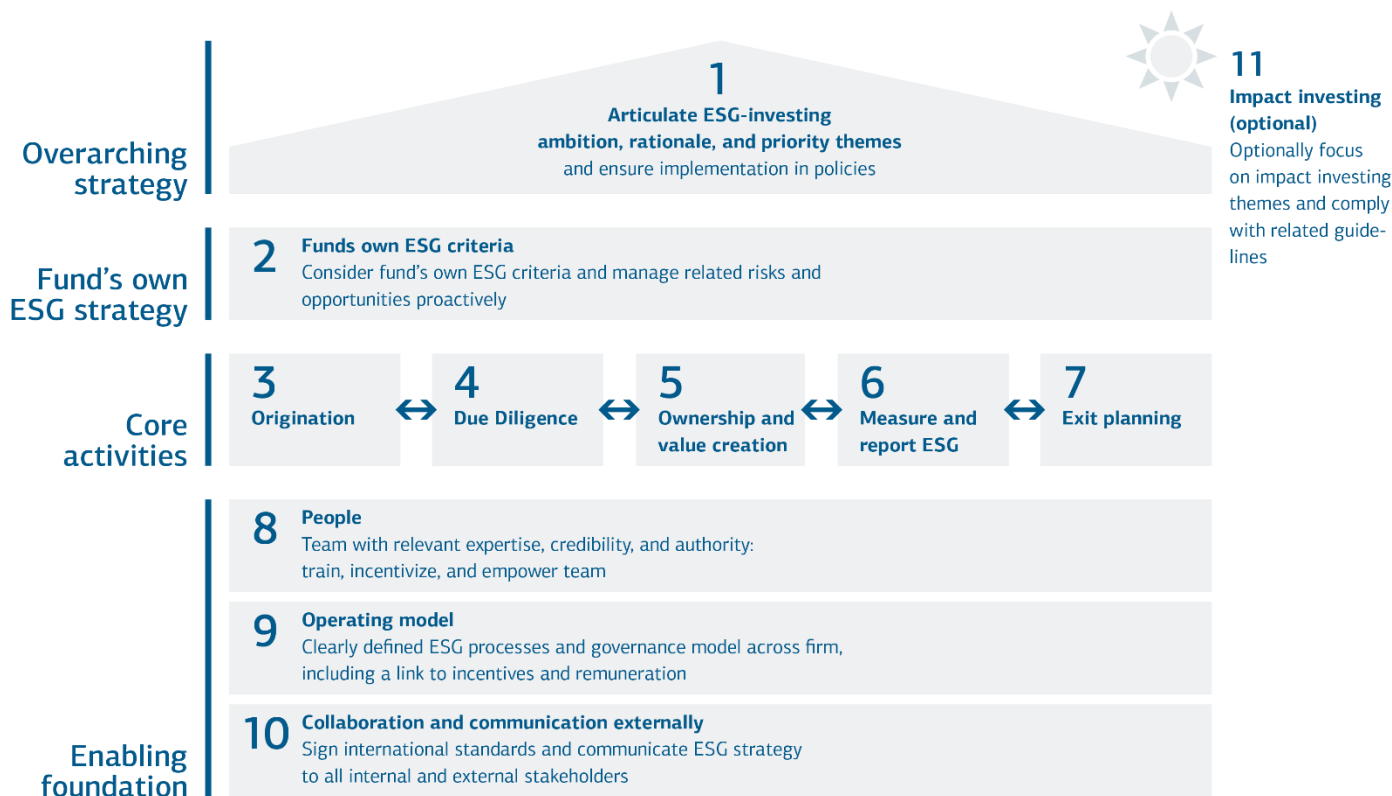 1
Articulate ESG-investing
ambition, rationale, and priority themes
and ensure implementation in policies
11
Impact investing
(optional)
Optionally focus
on impact investing
themes and comply
with related guide-
lines
Overarching
strategy
2
Funds own ESG criteria
Consider fund's own ESG criteria and manage related risks and
opportunities proactively
Fund's own
ESG strategy
3
Origination
4
Due Diligence
5
Ownership and
value creation
6
Measure and
report ESG
7
Exit planning
Core
activities
8
People
Team with relevant expertise, credibility, and authority:
train, incentivize, and empower team
9
Operating model
Clearly defined ESG processes and governance model across firm,
including a link to incentives and remuneration
10
Collaboration and communication externally
Sign international standards and communicate ESG strategy
to all internal and external stakeholders
Enabling
foundation